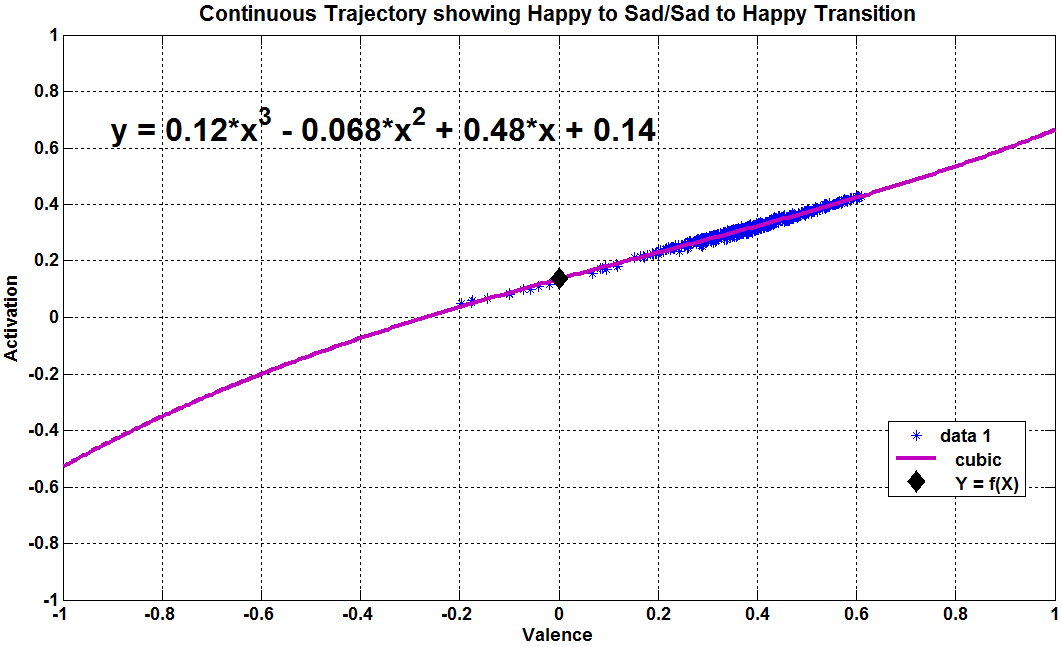 Continuous Trajectory showing Happy to Sad/Sad to Happy Transition
1
0.8
y = 0.12*x³ - 0.068*x² + 0.48*x + 0.14
0.6
0.4
0.2
Activation
0
-0.2
-0.4
data 1
cubic
-0.6
Y = f(X)
-0.8
-1
-1 -0.8 -0.6 -0.4 -0.2 0 0.2 0.4 0.6 0.8 1
Valence